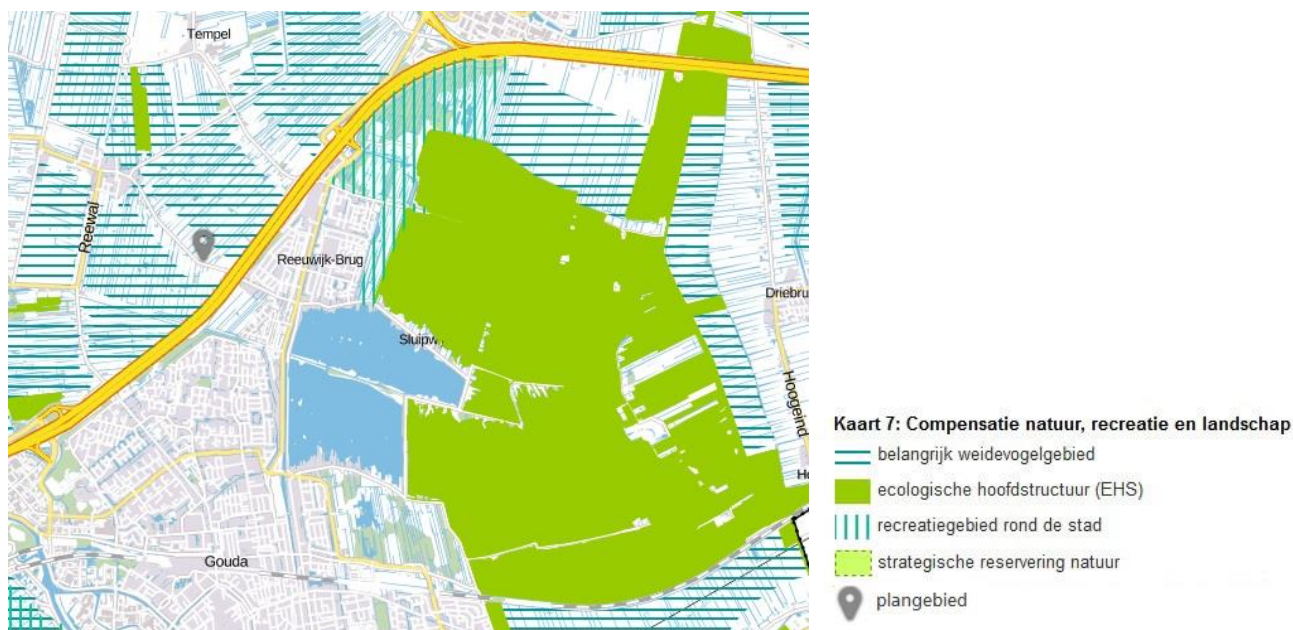 Tempel
Reewal
Reeuwijk-Brug
Sluipw
Driebru
Hoogeind
Gouda
Kaart 7: Compensatie natuur, recreatie en landschap
belangrijk weidevogelgebied
ecologische hoofdstructuur (EHS)
recreatiegebied rond de stad
strategische reservering natuur
plangebied